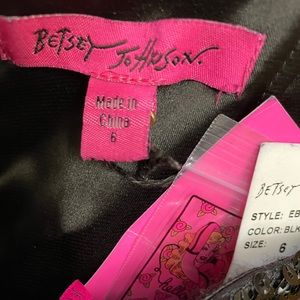 BETSEY JOHNSON.
Made in
China
6
BETSEY
STYLE: EB
COLOR: BLK
SIZE: 6